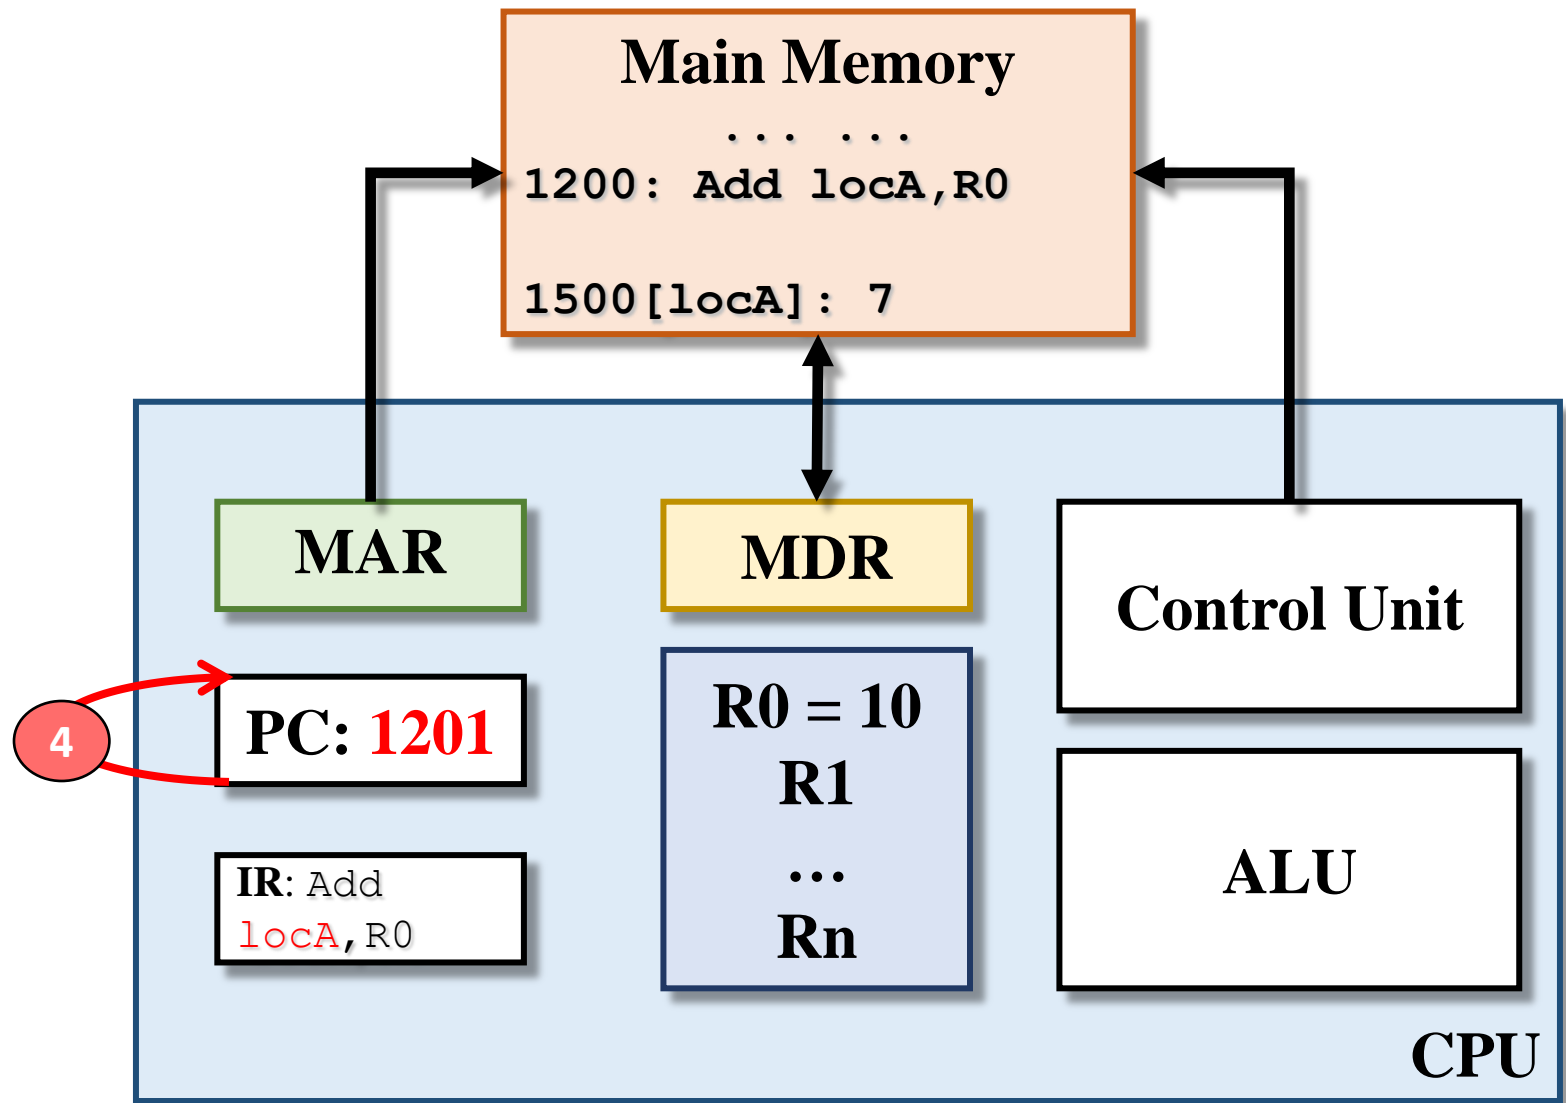 Main Memory
... ...
1200: Add locA,R0
1500[locA]: 7
MAR
MDR
Control Unit
4
PC: 1201
R0 = 10
R1
...
Rn
IR: Add
locA,R0
ALU
CPU